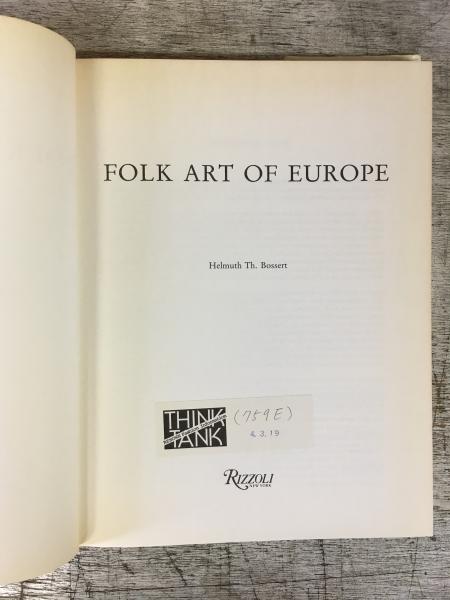 FOLK ART OF EUROPE
Helmuth Th. Bossert
THINK
TANK
(759E)
4. 3. 19
RIZZOLI
NEW YORK